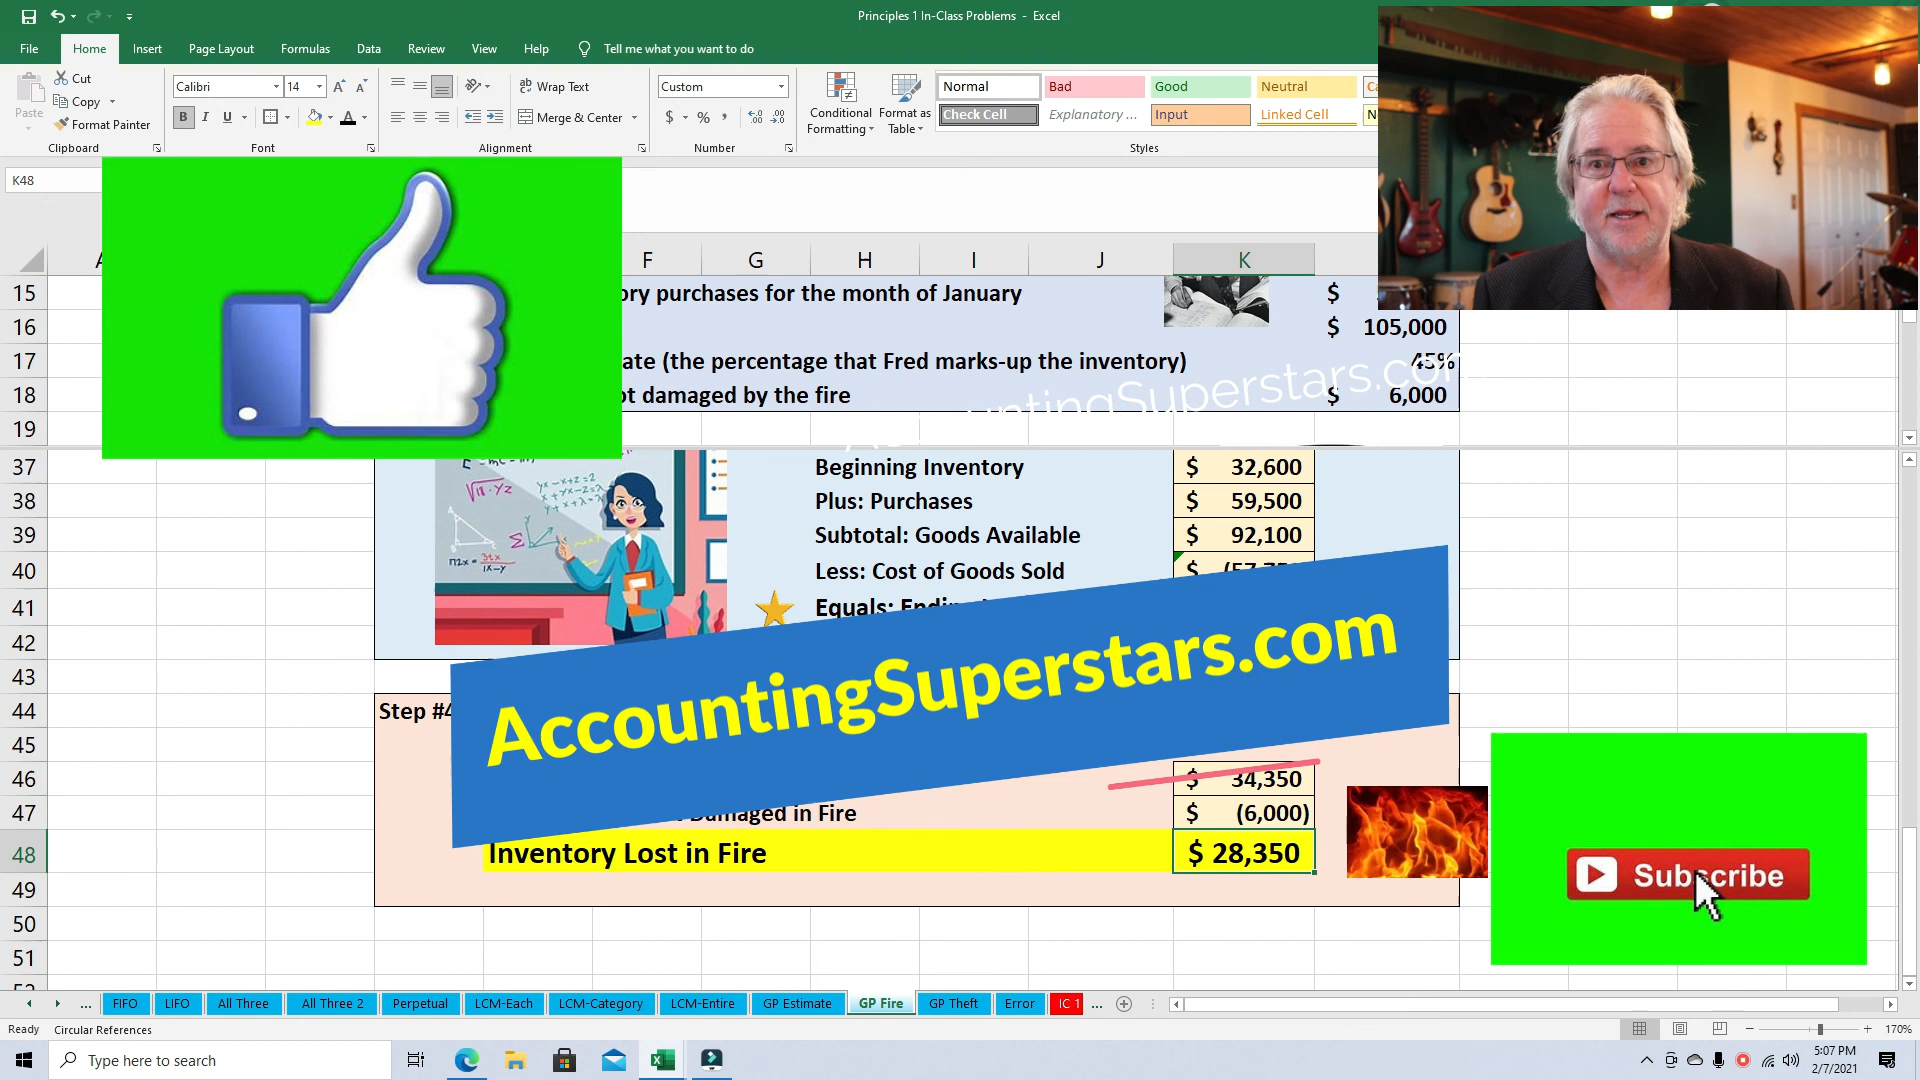 Principles 1 In-Class Problems - Excel
File Home Insert Page Layout Formulas Data Review View Help Tell me what you want to do
Paste
Cut
Copy
Format Painter
Calibri 14
B I U
Wrap Text
Merge & Center
Custom
$ %
Conditional Formatting
Format as Table
Normal Bad Good Neutral
Check Cell Explanatory ... Input Linked Cell
Clipboard Font Alignment Number Styles
K48
F G H I J K
15 ory purchases for the month of January $
16 $ 105,000
17 ate (the percentage that Fred marks-up the inventory) 45%
18 ot damaged by the fire $ 6,000
19
37 Beginning Inventory $ 32,600
38 Plus: Purchases $ 59,500
39 Subtotal: Goods Available $ 92,100
40 Less: Cost of Goods Sold $
41 Equals:
42
43
44 Step #4
AccountingSuperstars.com
45
46 $ 34,350
47 Damaged in Fire $ (6,000)
48 Inventory Lost in Fire $ 28,350
49
50
51
Subscribe
... FIFO LIFO All Three All Three 2 Perpetual LCM-Each LCM-Category LCM-Entire GP Estimate GP Fire GP Theft Error IC 1 ...
Ready Circular References 170%
Type here to search
5:07 PM
2/7/2021